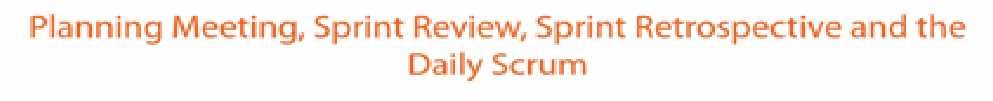 Planning Meeting, Sprint Review, Sprint Retrospective and the
Daily Scrum